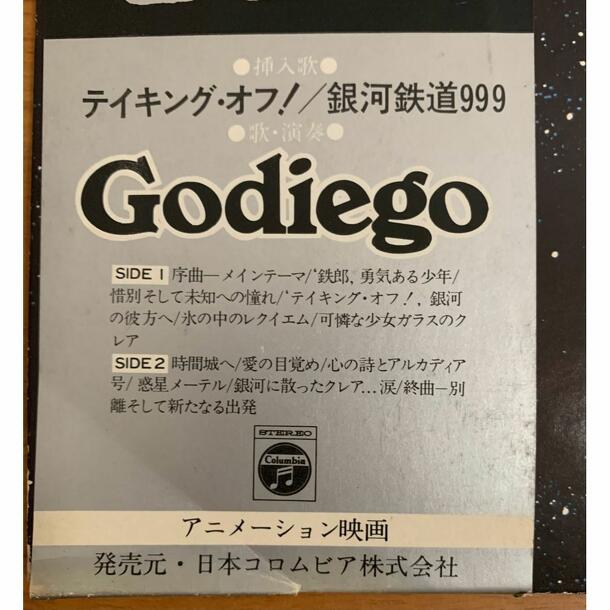 ●挿入歌●
テイキング・オフ!/銀河鉄道999
●歌・演奏●
Godiego
SIDE 1 序曲—メインテーマ/'鉄郎, 勇気ある少年/
惜別そして未知への憧れ/'テイキング・オフ!, 銀河
の彼方へ/氷の中のレクイエム/可憐な少女ガラスのク
レア
SIDE 2 時間城へ/愛の目覚め/心の詩とアルカディア
号/惑星メーテル/銀河に散ったクレア…涙/終曲—別
離そして新たなる出発
STEREO
Columbia
アニメーション映画
発売元・日本コロムビア株式会社